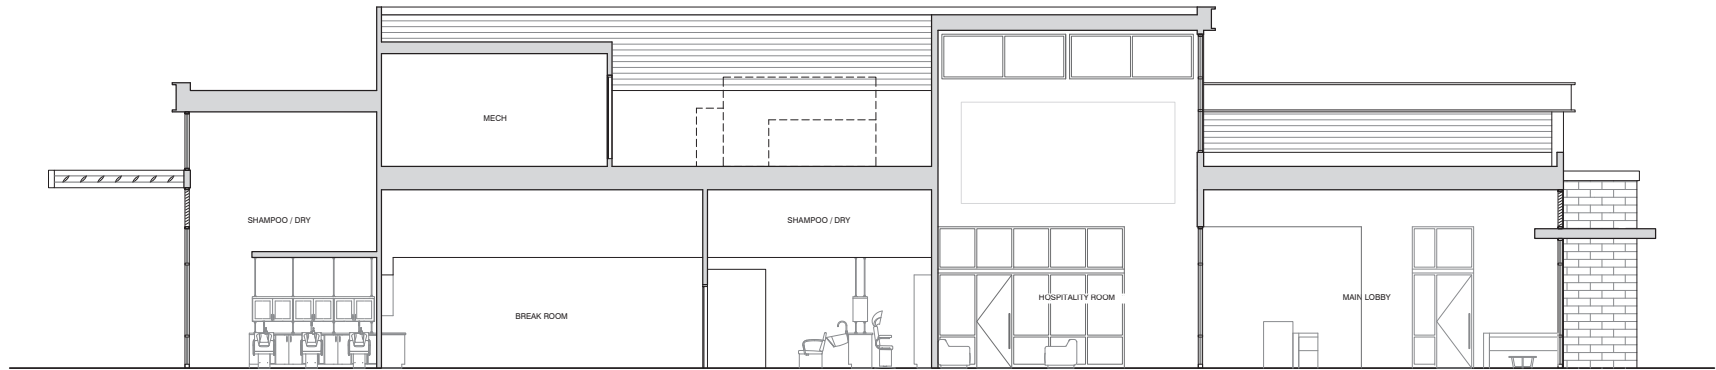 MECH
SHAMPOO / DRY
SHAMPOO / DRY
HOSPITALITY ROOM
MAIN LOBBY
BREAK ROOM